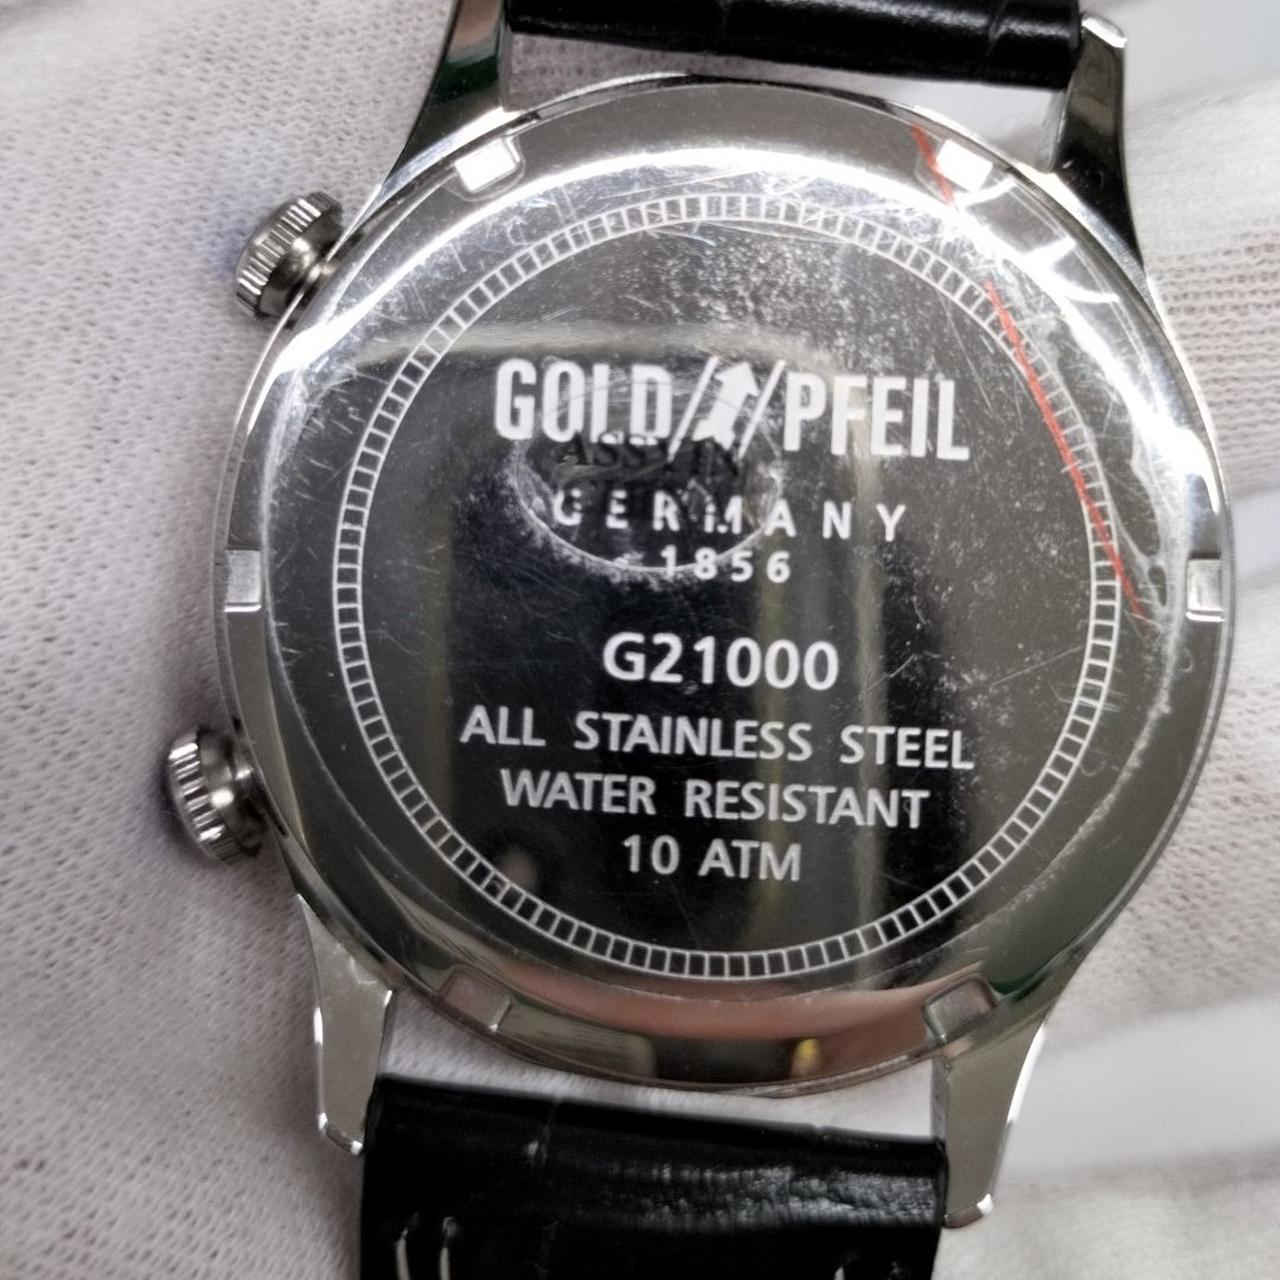 GOLD PFEIL
GERMANY
1856
G21000
ALL STAINLESS STEEL
WATER RESISTANT
10 ATM